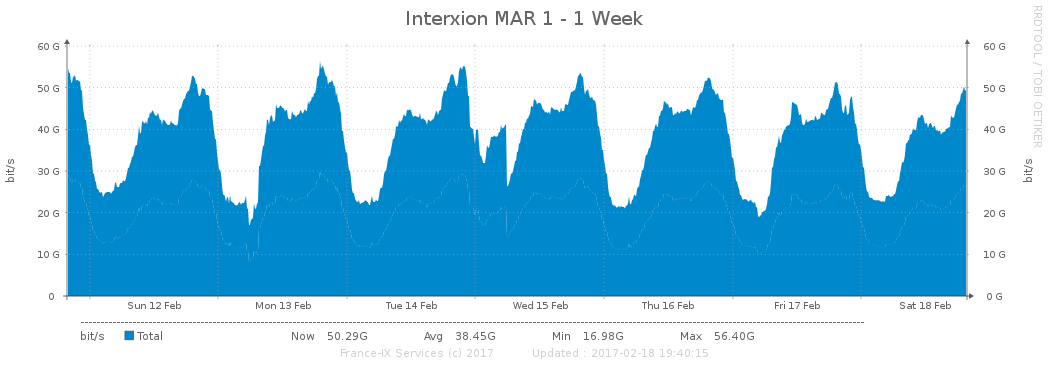 Interxion MAR 1 - 1 Week
RRDTOOL / TOBI OETIKER
60 G 60 G
50 G 50 G
40 G 40 G
30 G 30 G
20 G 20 G
10 G 10 G
0 0 G
bit/s
bit/s
Sun 12 Feb Mon 13 Feb Tue 14 Feb Wed 15 Feb Thu 16 Feb Fri 17 Feb Sat 18 Feb
bit/s Total Now 50.29G Avg 38.45G Min 16.98G Max 56.40G
France-IX Services (c) 2017 Updated : 2017-02-18 19:40:15